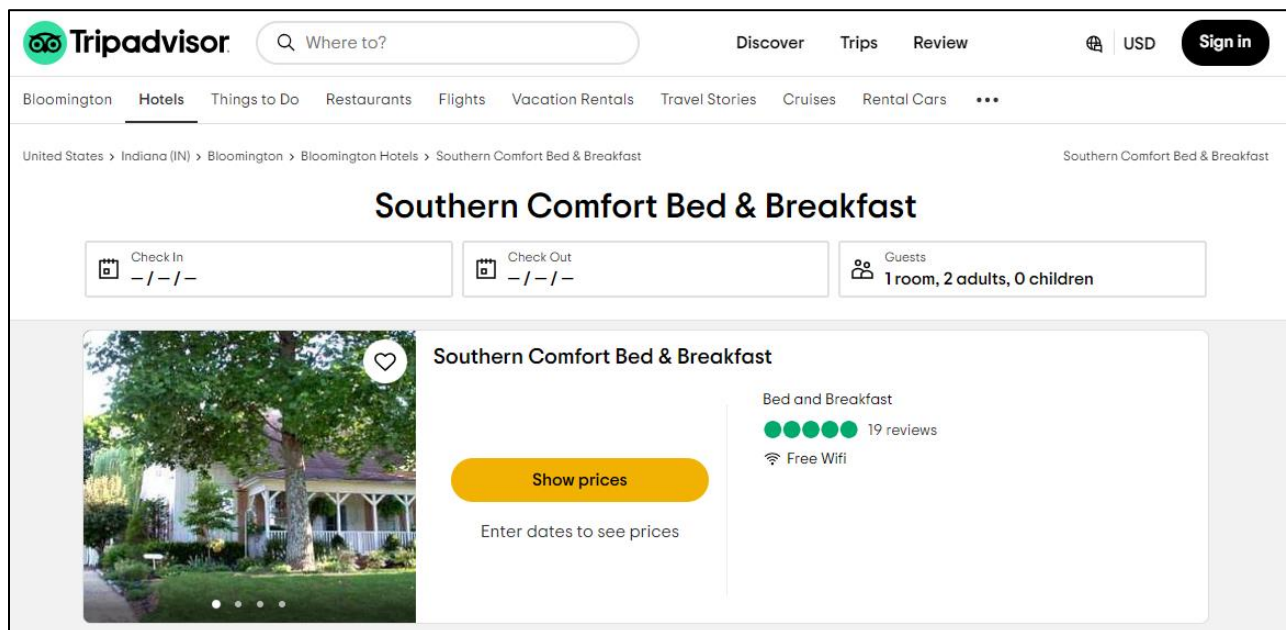 Tripadvisor
Where to?
Discover Trips Review USD Sign in
Bloomington Hotels Things to Do Restaurants Flights Vacation Rentals Travel Stories Cruises Rental Cars •••
United States > Indiana (IN) > Bloomington > Bloomington Hotels > Southern Comfort Bed & Breakfast Southern Comfort Bed & Breakfast
Southern Comfort Bed & Breakfast
Check In
–/–/–
Check Out
–/–/–
Guests
1 room, 2 adults, 0 children
Southern Comfort Bed & Breakfast
Show prices
Enter dates to see prices
Bed and Breakfast
19 reviews
Free Wifi